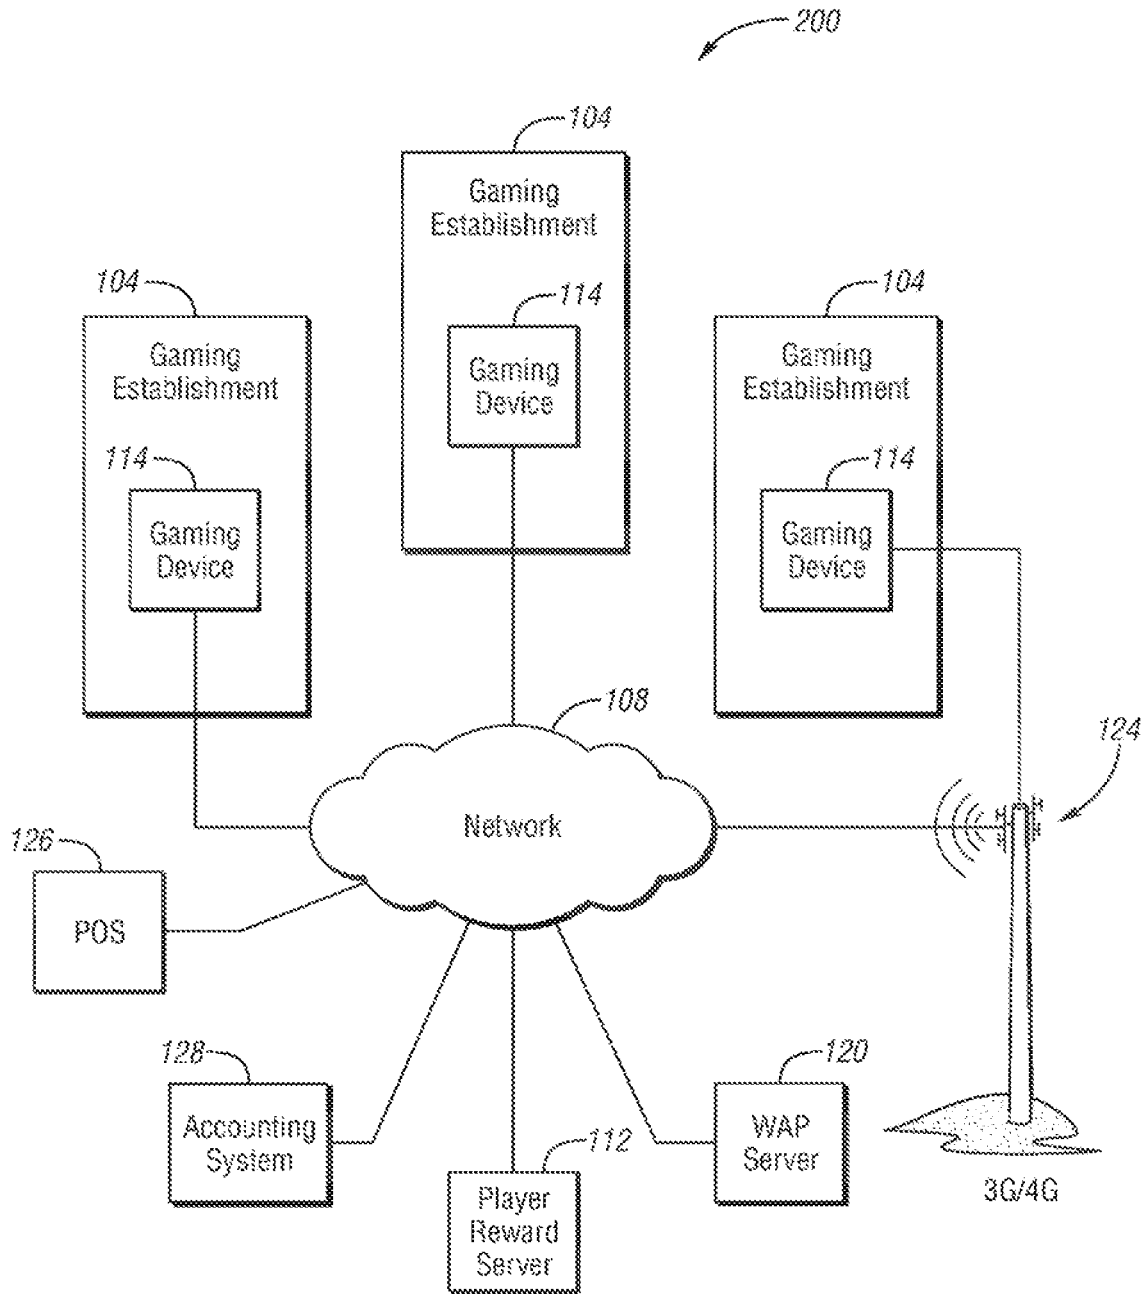 200
104
Gaming
Establishment
114
Gaming
Device
104
Gaming
Establishment
114
Gaming
Device
104
Gaming
Establishment
114
Gaming
Device
108
Network
124
126
POS
128
Accounting
System
112
Player
Reward
Server
120
WAP
Server
3G/4G